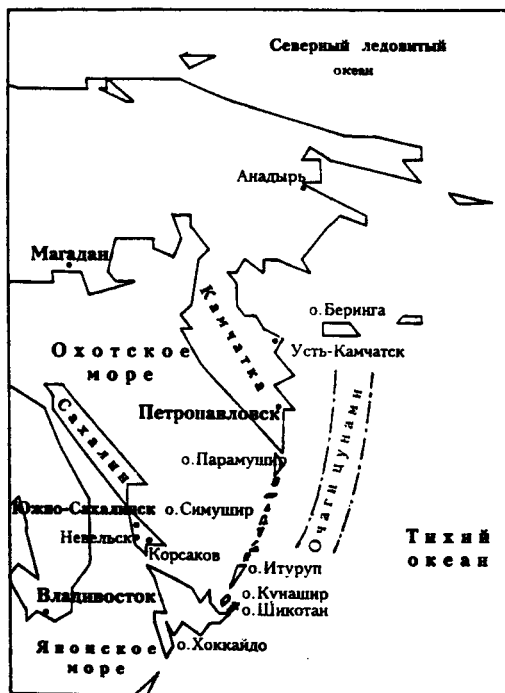 Северный ледовитый
океан
Анадырь
Магадан
Камчатка
о.Беринга
Усть-Камчатск
Охотское
море
Петропавловск
Сахалин
о.Парамушир
Очаги цунами
Южно-Сахалинск
о.Симушир
Невельск
Корсаков
Тихий
океан
о.Итуруп
о.Кунашир
о.Шикотан
Владивосток
о.Хоккайдо
Японское
море